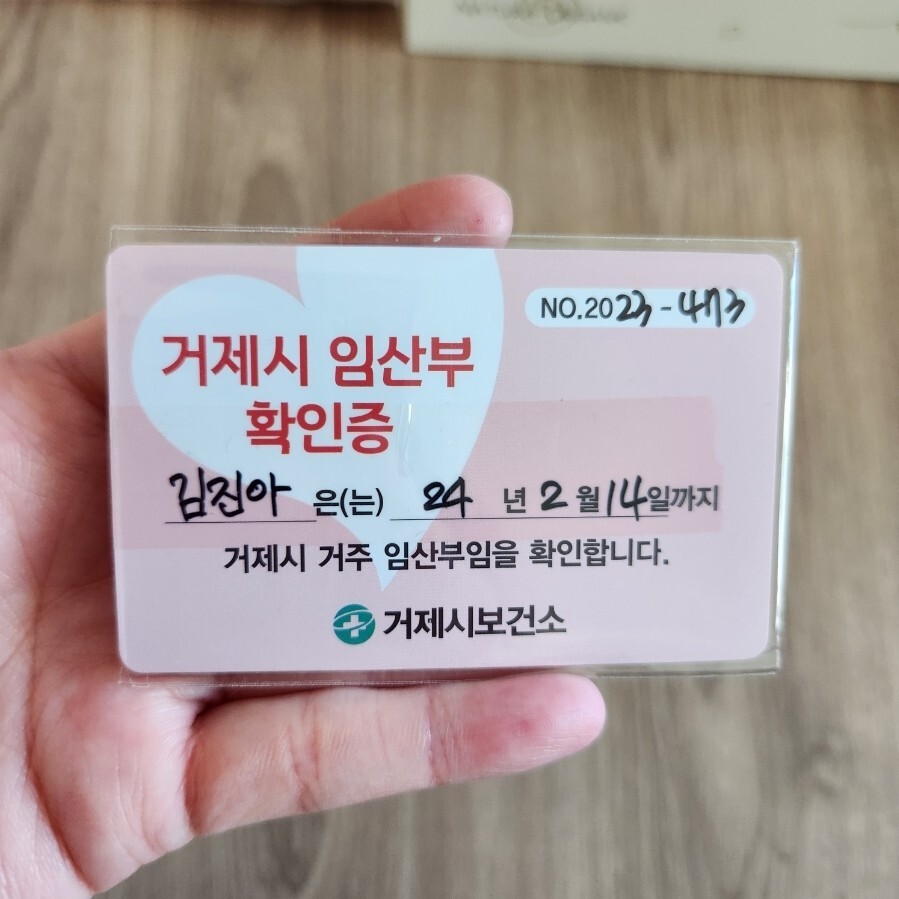 NO.2023-473
거제시 임산부
확인증
김진아 은(는) 24 년 2 월 14일까지
거제시 거주 임산부임을 확인합니다.
거제시보건소